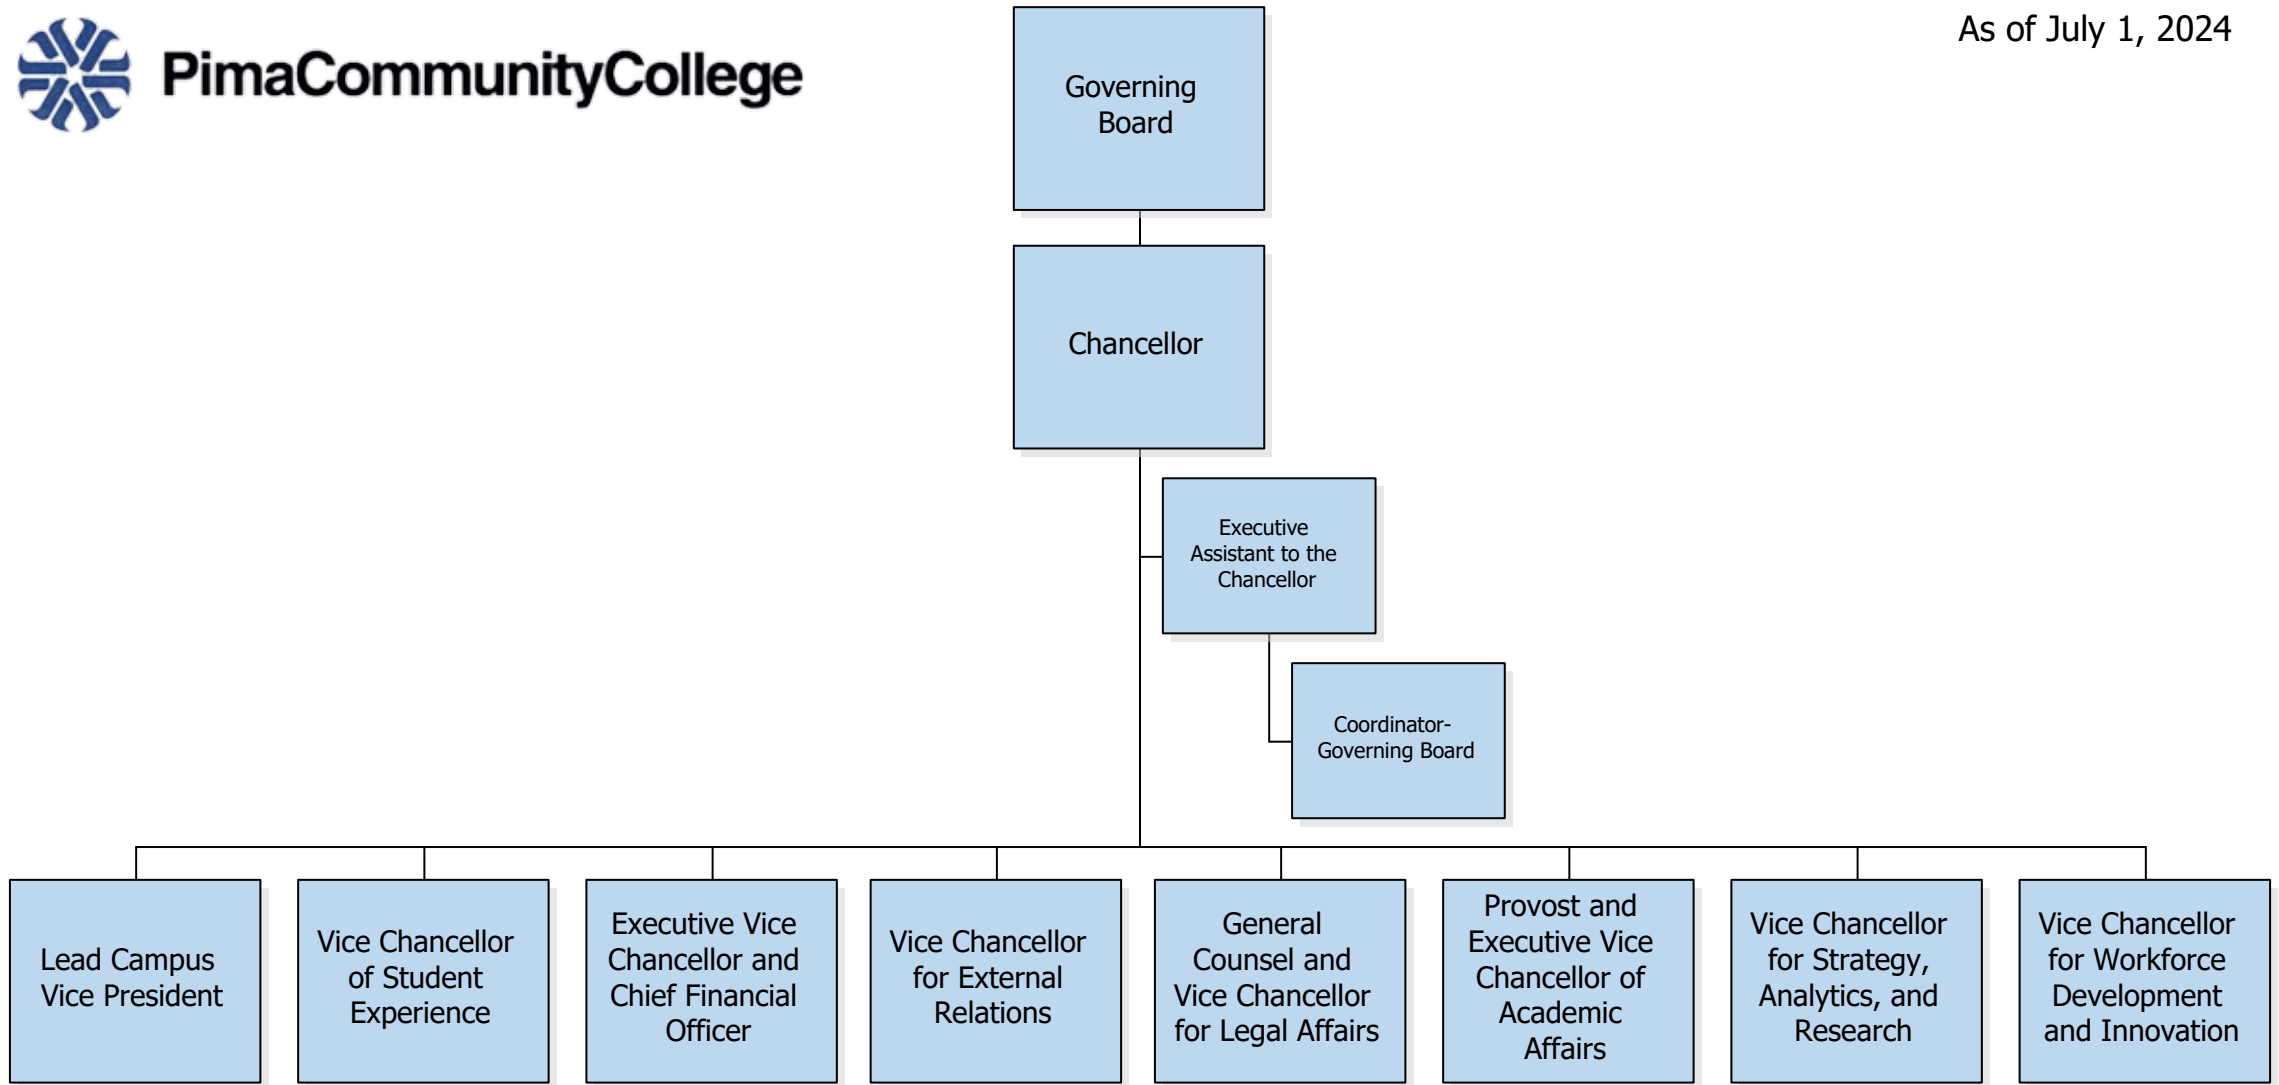 PimaCommunityCollege
As of July 1, 2024
Governing
Board
Chancellor
Executive
Assistant to the
Chancellor
Coordinator-
Governing Board
Lead Campus
Vice President
Vice Chancellor
of Student
Experience
Executive Vice
Chancellor and
Chief Financial
Officer
Vice Chancellor
for External
Relations
General
Counsel and
Vice Chancellor
for Legal Affairs
Provost and
Executive Vice
Chancellor of
Academic
Affairs
Vice Chancellor
for Strategy,
Analytics, and
Research
Vice Chancellor
for Workforce
Development
and Innovation